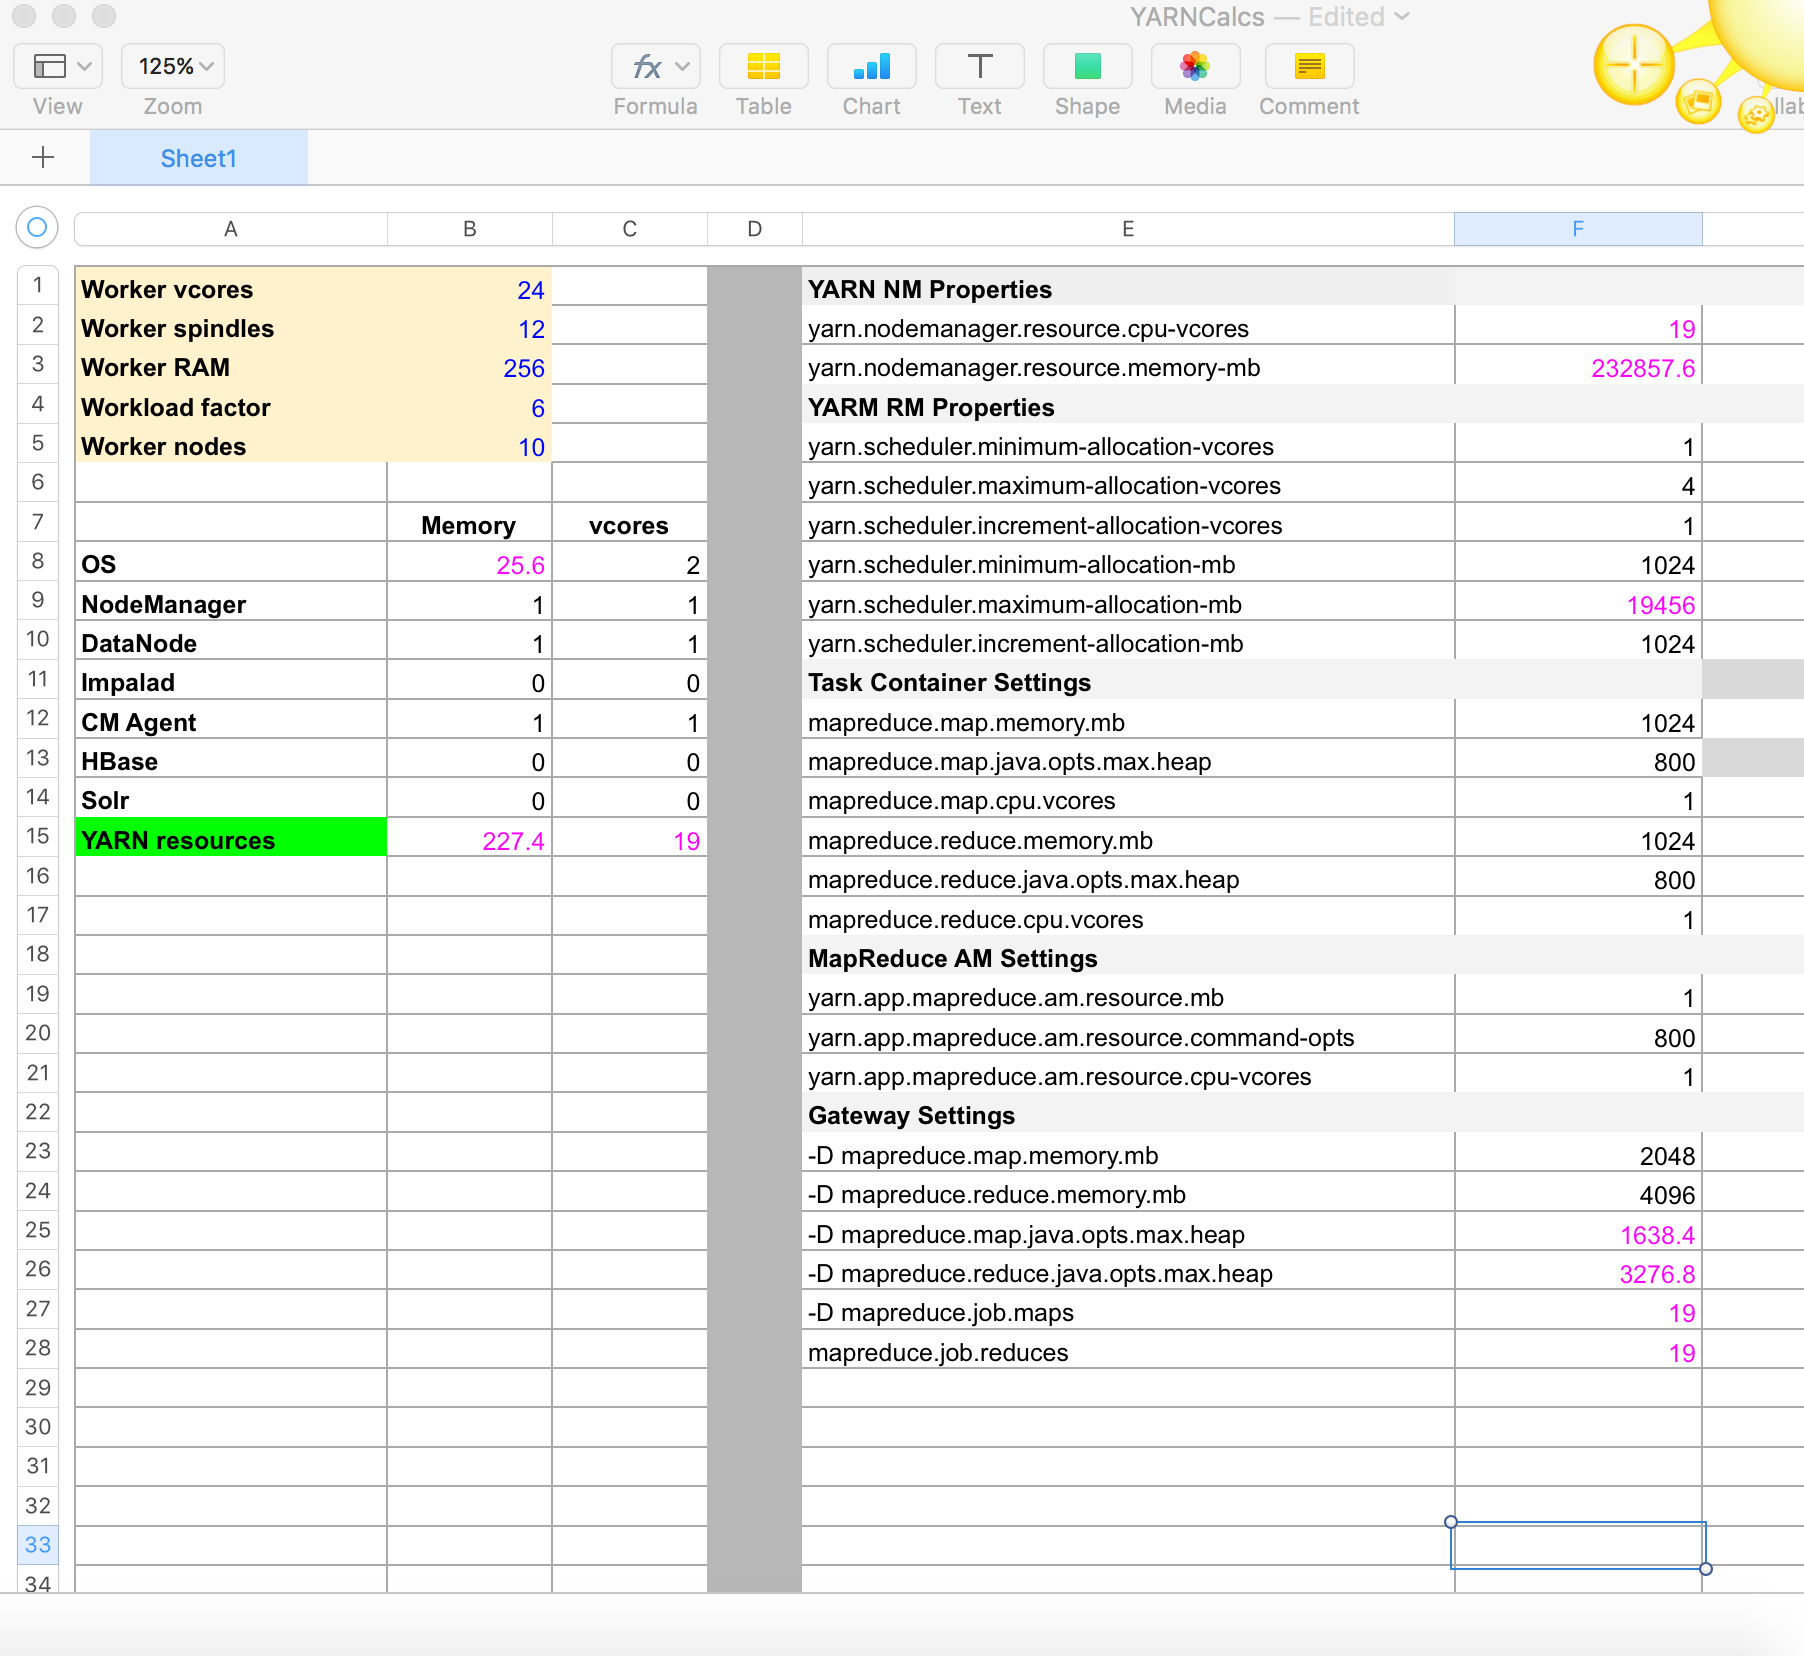 YARNCalcs — Edited
125%
View Zoom Formula Table Chart Text Shape Media Comment
Sheet1
A B C D E F
1 Worker vcores 24 YARN NM Properties
2 Worker spindles 12 yarn.nodemanager.resource.cpu-vcores 19
3 Worker RAM 256 yarn.nodemanager.resource.memory-mb 232857.6
4 Workload factor 6 YARM RM Properties
5 Worker nodes 10 yarn.scheduler.minimum-allocation-vcores 1
6 yarn.scheduler.maximum-allocation-vcores 4
7 Memory vcores yarn.scheduler.increment-allocation-vcores 1
8 OS 25.6 2 yarn.scheduler.minimum-allocation-mb 1024
9 NodeManager 1 1 yarn.scheduler.maximum-allocation-mb 19456
10 DataNode 1 1 yarn.scheduler.increment-allocation-mb 1024
11 Impalad 0 0 Task Container Settings
12 CM Agent 1 1 mapreduce.map.memory.mb 1024
13 HBase 0 0 mapreduce.map.java.opts.max.heap 800
14 Solr 0 0 mapreduce.map.cpu.vcores 1
15 YARN resources 227.4 19 mapreduce.reduce.memory.mb 1024
16 mapreduce.reduce.java.opts.max.heap 800
17 mapreduce.reduce.cpu.vcores 1
18 MapReduce AM Settings
19 yarn.app.mapreduce.am.resource.mb 1
20 yarn.app.mapreduce.am.resource.command-opts 800
21 yarn.app.mapreduce.am.resource.cpu-vcores 1
22 Gateway Settings
23 -D mapreduce.map.memory.mb 2048
24 -D mapreduce.reduce.memory.mb 4096
25 -D mapreduce.map.java.opts.max.heap 1638.4
26 -D mapreduce.reduce.java.opts.max.heap 3276.8
27 -D mapreduce.job.maps 19
28 mapreduce.job.reduces 19
29
30
31
32
33
34